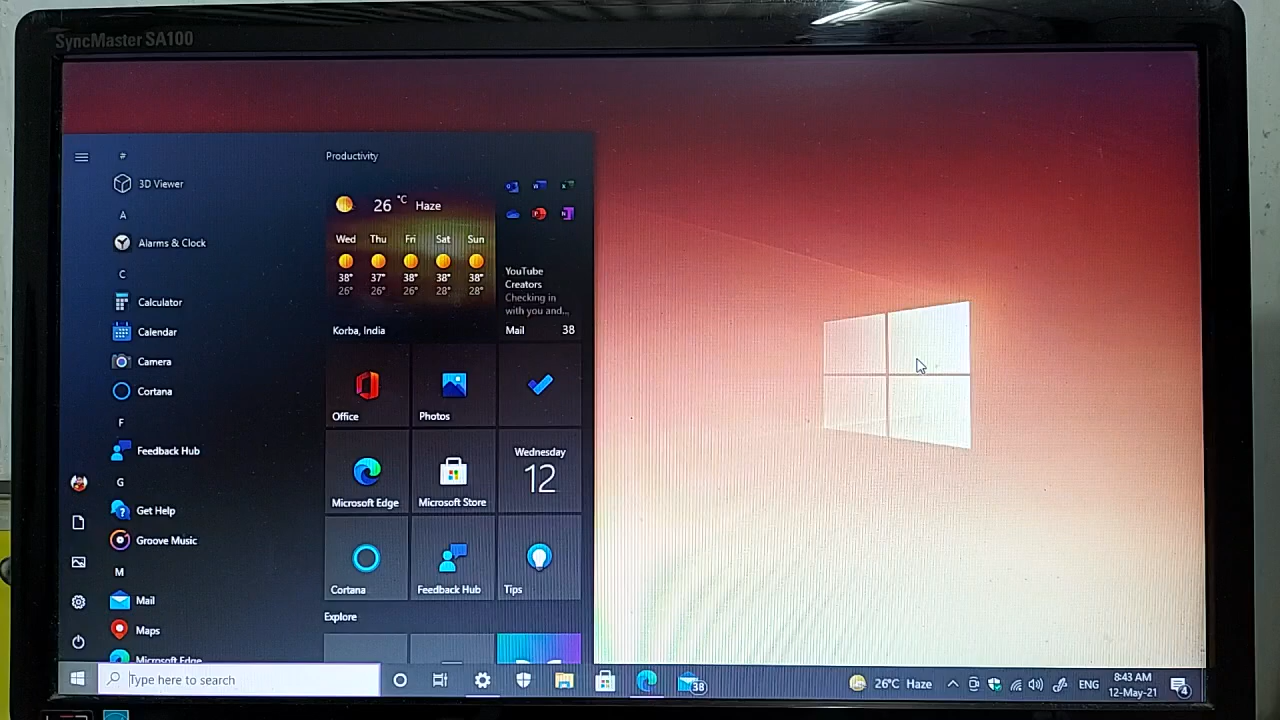 SyncMaster SA100
#
3D Viewer
A
Alarms & Clock
C
Calculator
Calendar
Camera
Cortana
F
Feedback Hub
G
Get Help
Groove Music
M
Mail
Maps
Microsoft Edge
Productivity
26 °C Haze
Wed Thu Fri Sat Sun
38° 37° 38° 38° 38°
26° 26° 26° 28° 28°
Korba, India
YouTube
Creators
Checking in
with you and...
Mail 38
Office
Photos
Microsoft Edge
Microsoft Store
Wednesday
12
Cortana
Feedback Hub
Tips
Explore
Type here to search
38
26°C Haze
ENG
8:43 AM
12-May-21
4